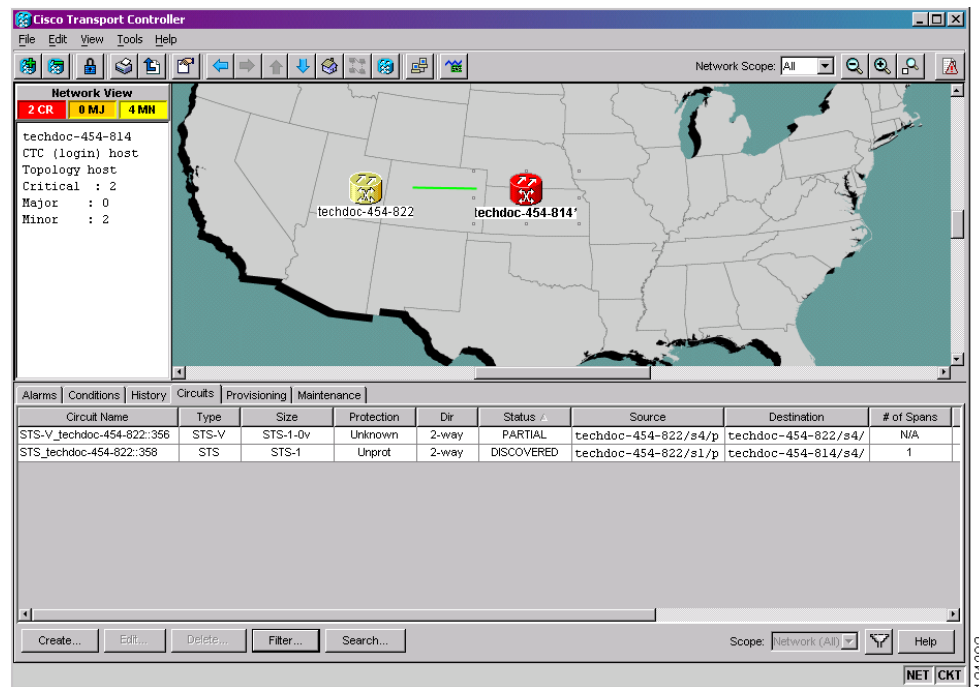 Cisco Transport Controller
File Edit View Tools Help
Network Scope: All
Network View
2 CR 0 MJ 4 MN
techdoc-454-814
CTC (login) host
Topology host
Critical : 2
Major : 0
Minor : 2
techdoc-454-822
techdoc-454-814
Alarms Conditions History Circuits Provisioning Maintenance
Circuit Name Type Size Protection Dir Status Source Destination # of Spans
STS-V_techdoc-454-822::356 STS-V STS-1-0v Unknown 2-way PARTIAL techdoc-454-822/s4/p techdoc-454-822/s4/ N/A
STS_techdoc-454-822::358 STS STS-1 Unprot 2-way DISCOVERED techdoc-454-822/s1/p techdoc-454-814/s4/ 1
Create... Edit... Delete... Filter... Search... Scope: Network (All) Help
NET CKT